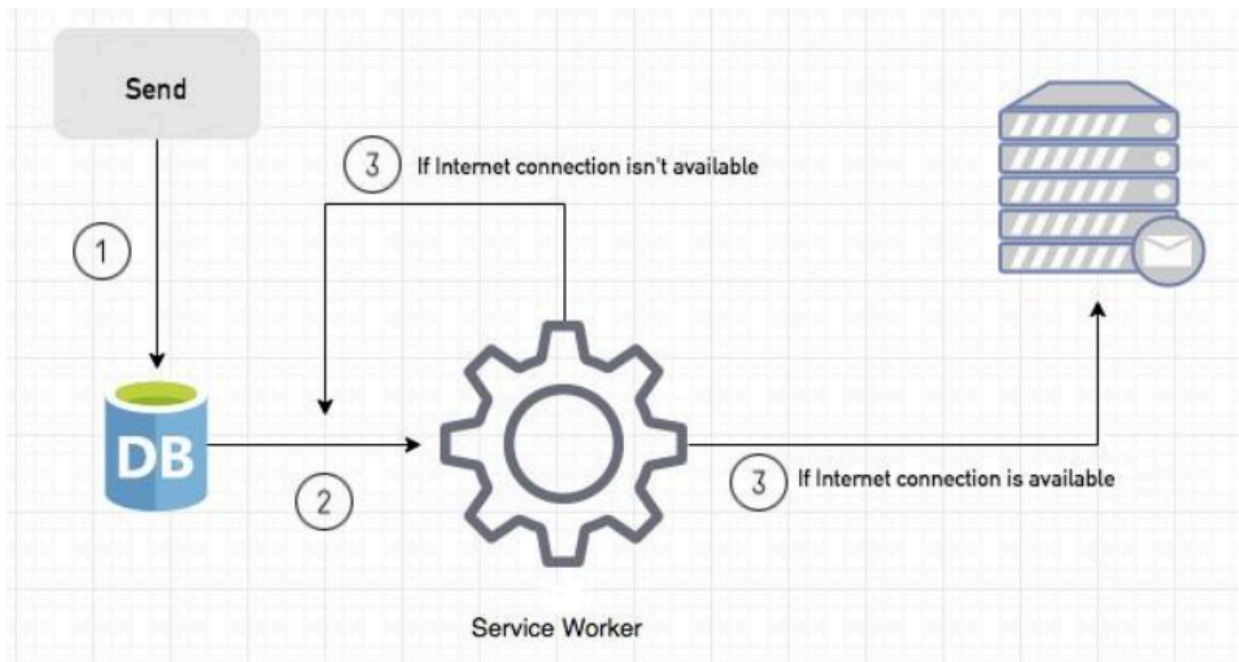 Send
3 If Internet connection isn't available
1
DB
2
3 If Internet connection is available
Service Worker